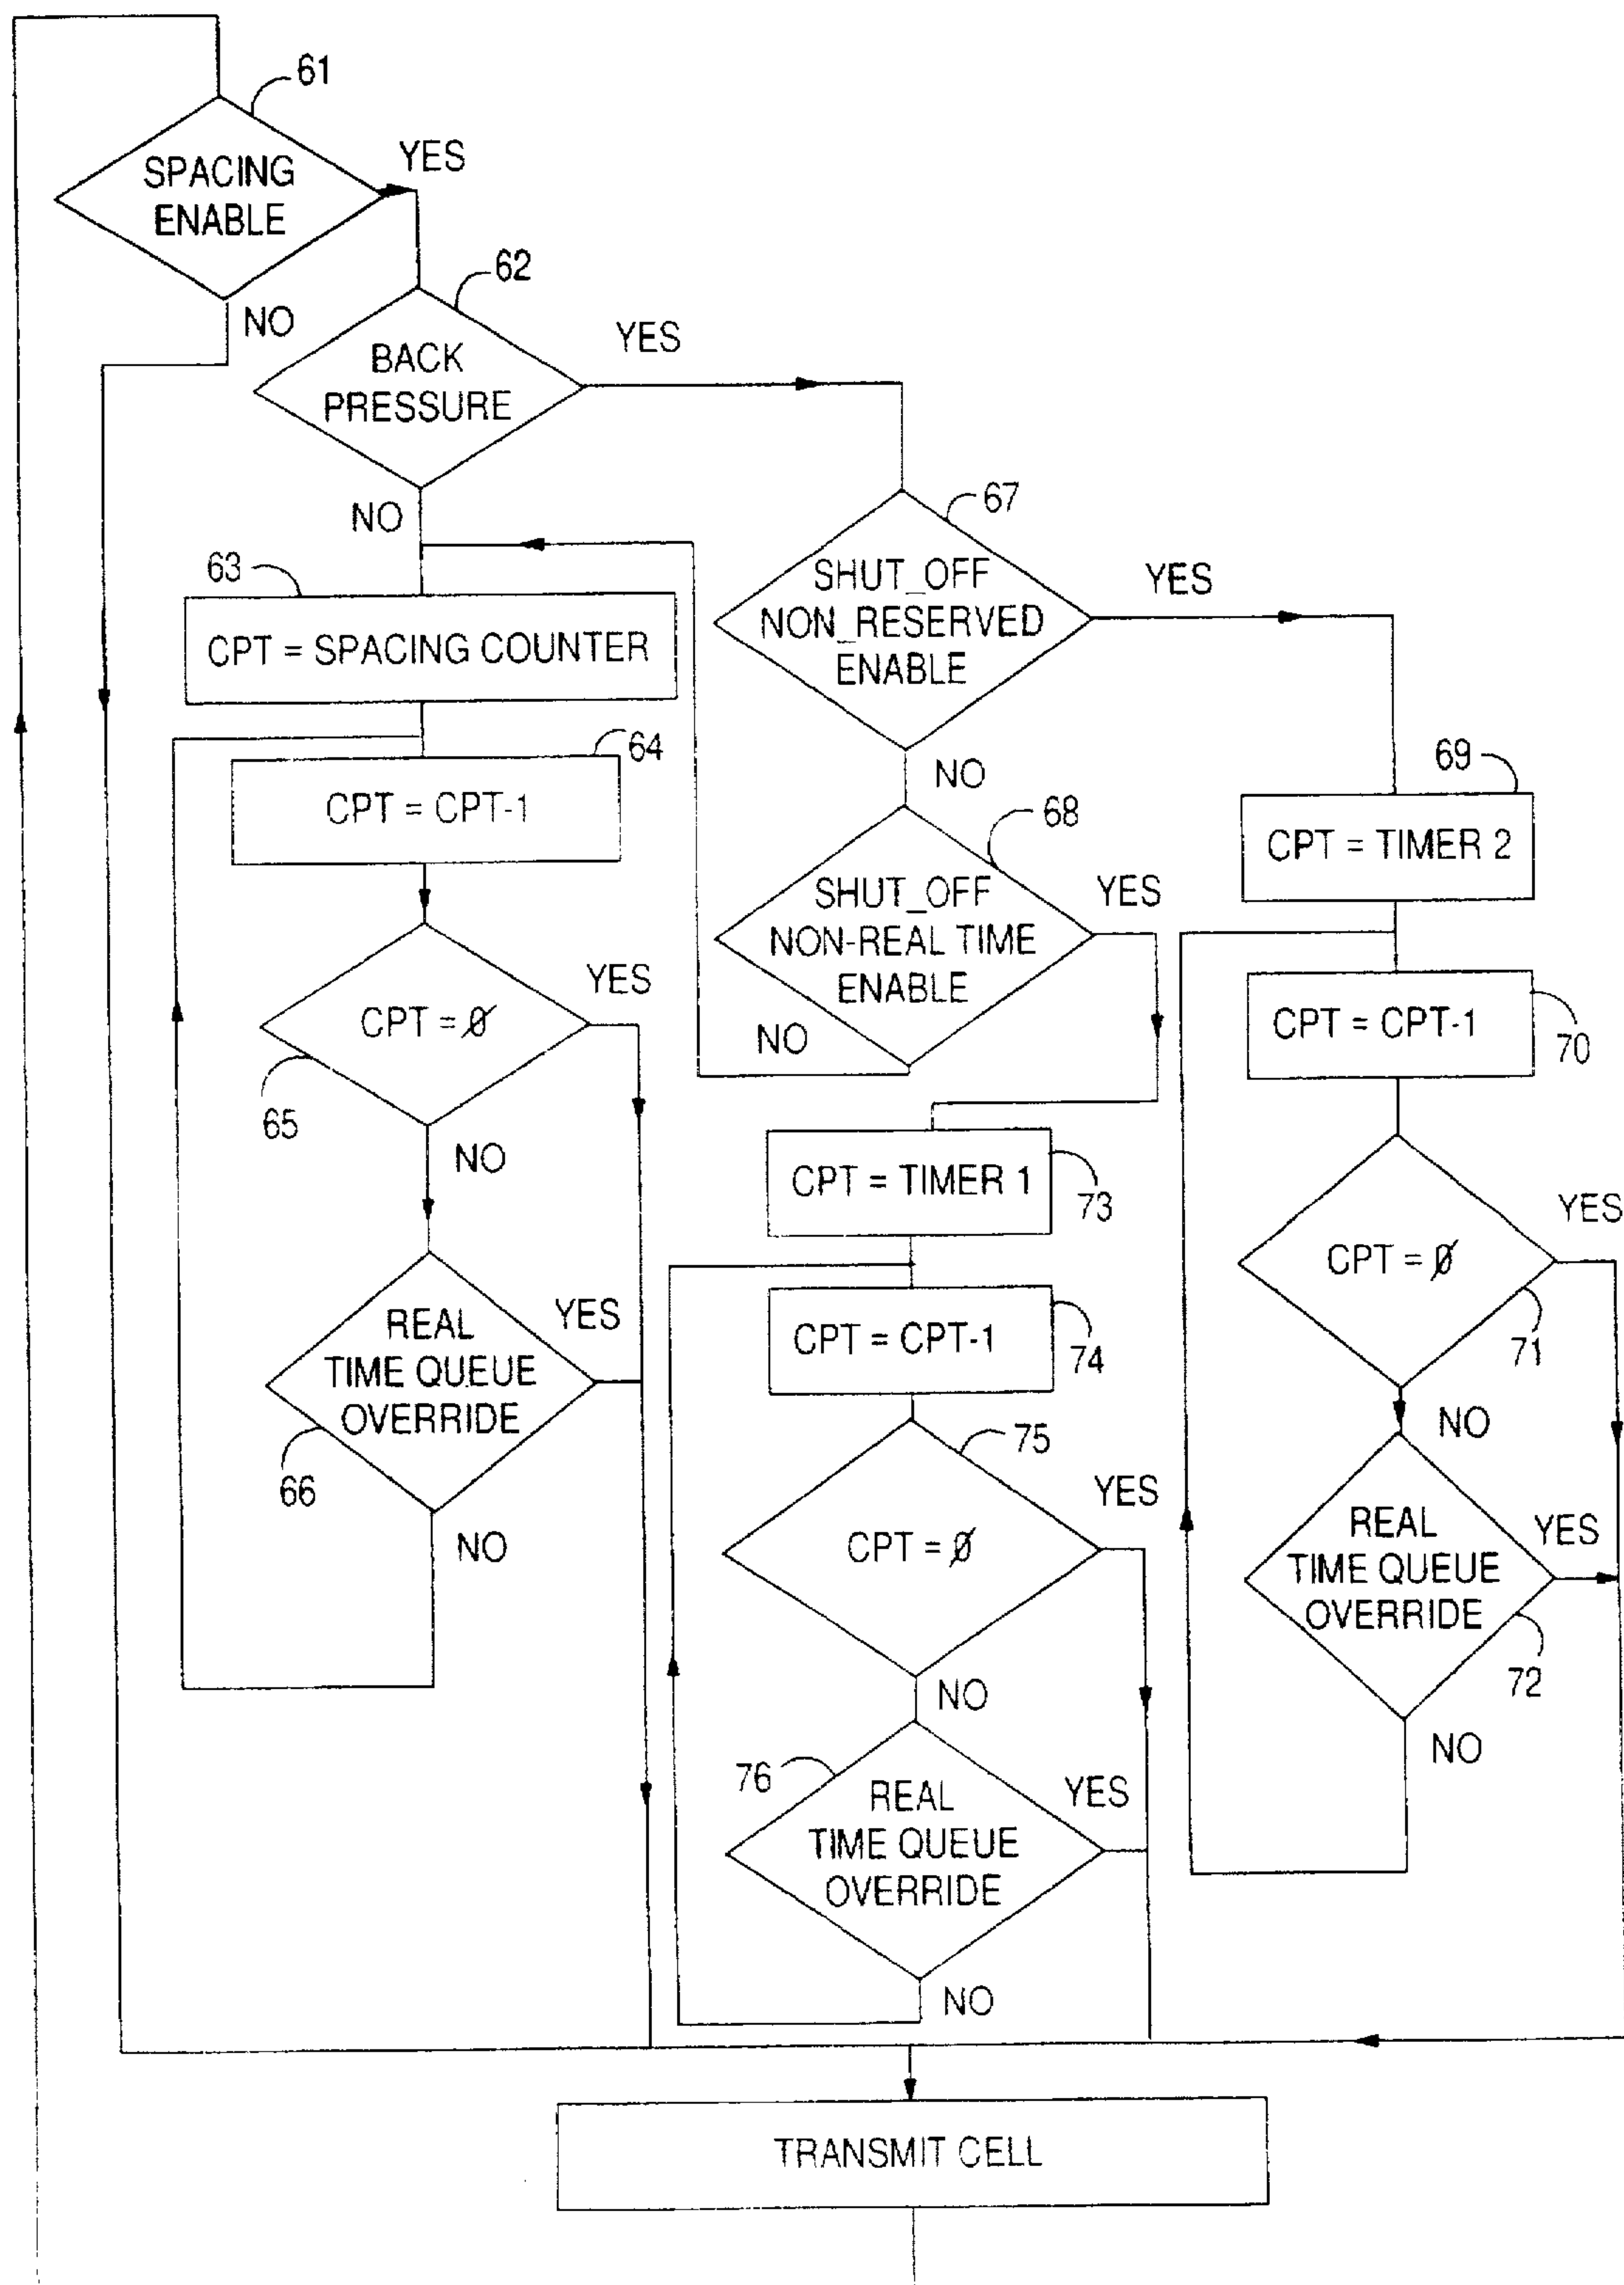 61
SPACING
ENABLE
YES
NO
62
BACK
PRESSURE
YES
NO
63
CPT = SPACING COUNTER
64
CPT = CPT-1
CPT = Ø
YES
65
NO
REAL
TIME QUEUE
OVERRIDE
YES
66
NO
67
SHUT_OFF
NON_RESERVED
ENABLE
YES
NO
68
SHUT_OFF
NON-REAL TIME
ENABLE
YES
NO
69
CPT = TIMER 2
CPT = CPT-1
70
CPT = Ø
YES
71
NO
REAL
TIME QUEUE
OVERRIDE
YES
72
NO
CPT = TIMER 1
73
CPT = CPT-1
74
75
CPT = Ø
YES
NO
76
REAL
TIME QUEUE
OVERRIDE
YES
NO
TRANSMIT CELL